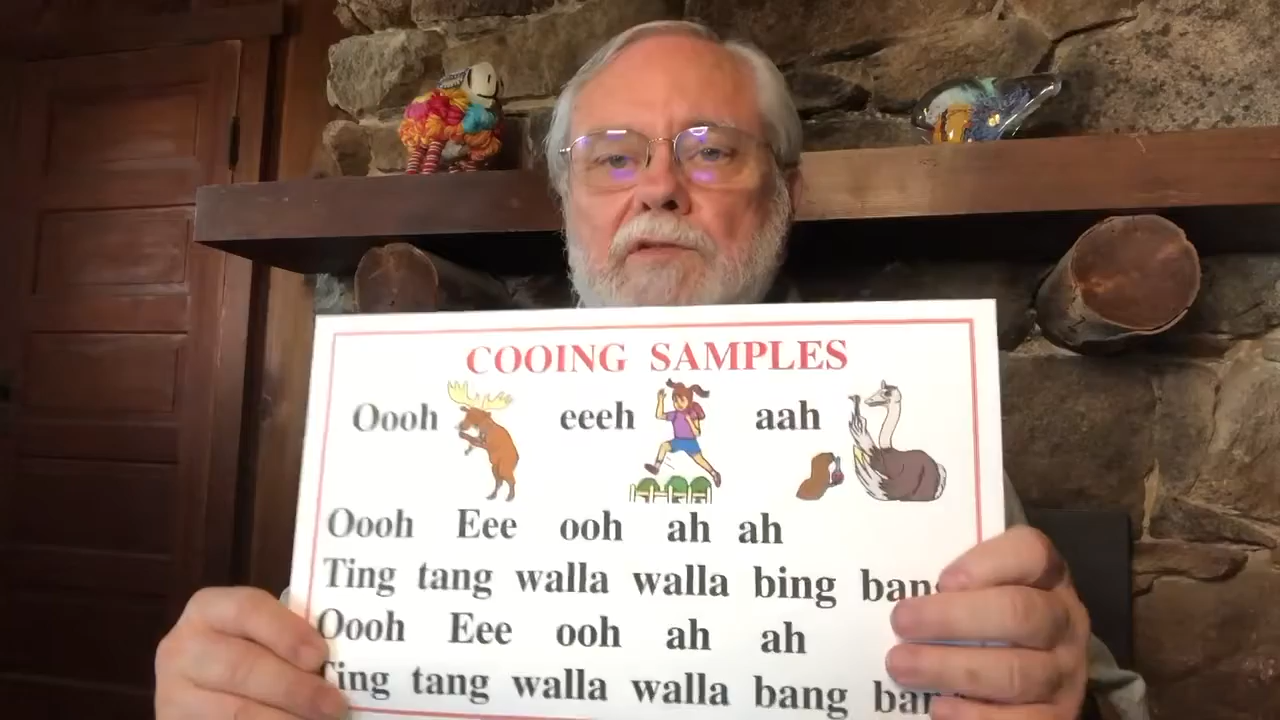 COOING SAMPLES
Oooh eeeh aah
Oooh Eee ooh ah ah
Ting tang walla walla bing
Oooh Eee ooh ah ah
tang walla walla bang